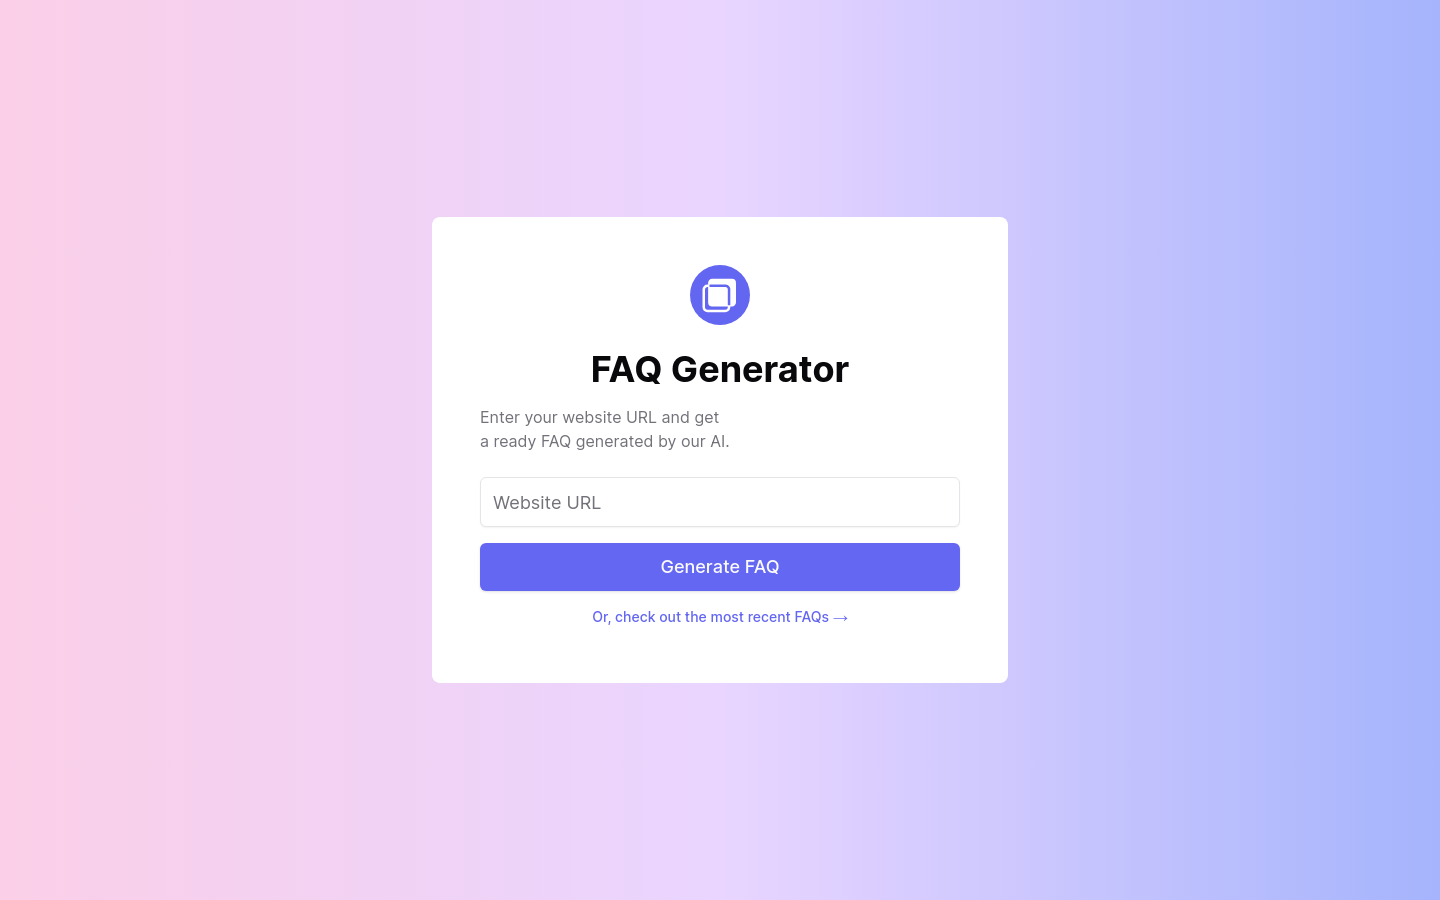 FAQ Generator
Enter your website URL and get
a ready FAQ generated by our AI.
Website URL
Generate FAQ
Or, check out the most recent FAQs →